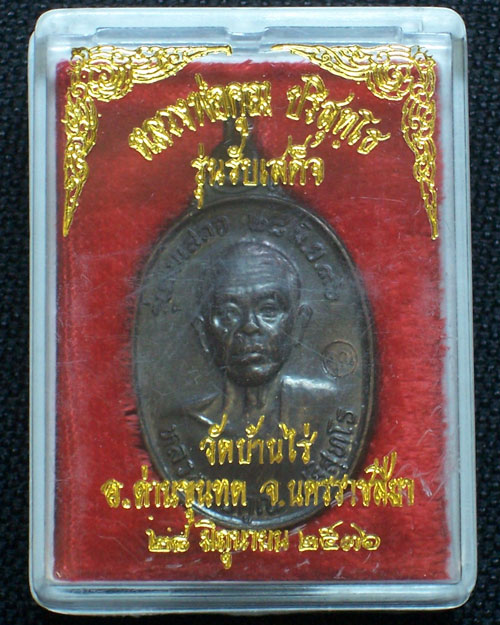 หลวงพ่อคูณ ปริสุทฺโธ
รุ่นรับเสด็จ
วัดบ้านไร่
อ.ด่านขุนทด จ.นครราชสีมา
๒๘ มิถุนายน ๒๕๓๖